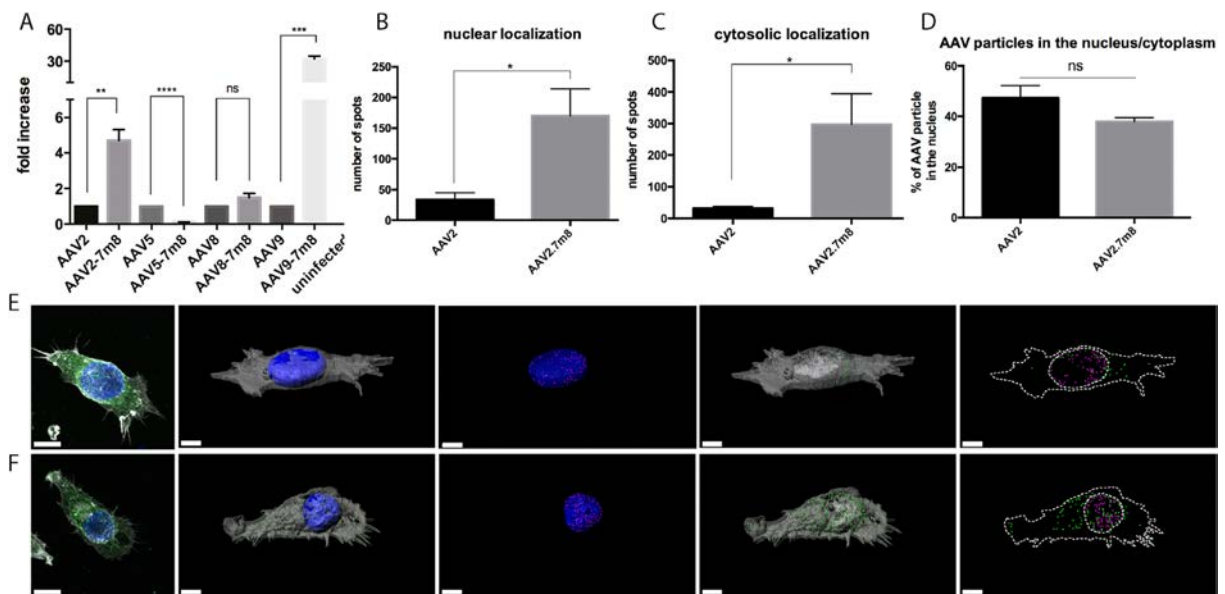 A
fold increase
60
30
6
4
2
0
**
****
ns
***
AAV2
AAV2-7m8
AAV5
AAV5-7m8
AAV8
AAV8-7m8
AAV9
AAV9-7m8
B
nuclear localization
number of spots
250
200
150
100
50
0
*
AAV2
AAV2.7m8
C
cytosolic localization
number of spots
500
400
300
200
100
0
*
AAV2
AAV2.7m8
D
AAV particles in the nucleus/cytoplasm
% of AAV particle
in the nucleus
60
40
20
0
ns
AAV2
AAV2.7m8
E
F